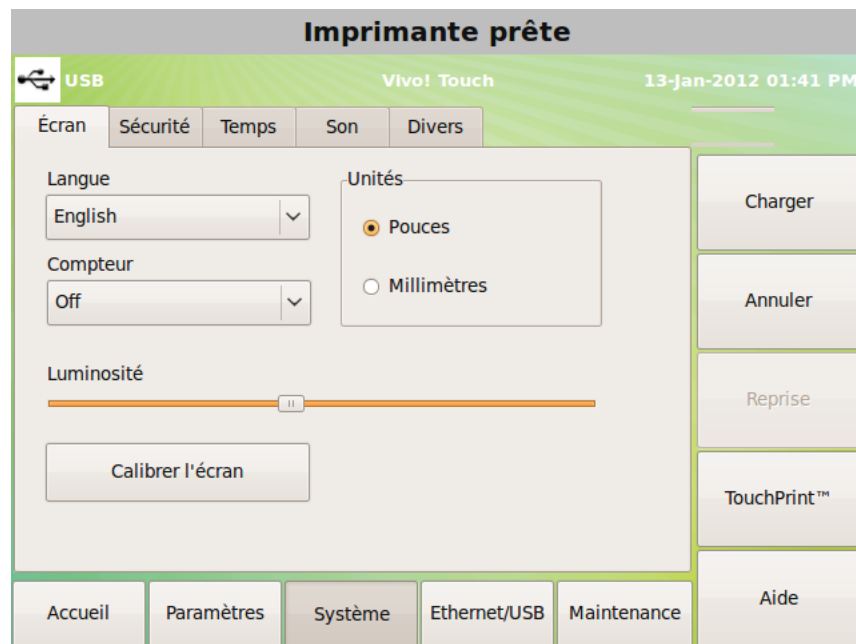 Imprimante prête
USB
Vivo! Touch
13-Jan-2012 01:41 PM
Écran
Sécurité
Temps
Son
Divers
Langue
English
Compteur
Off
Unités
Pouces
Millimètres
Luminosité
Calibrer l'écran
Charger
Annuler
Reprise
TouchPrint™
Aide
Accueil
Paramètres
Système
Ethernet/USB
Maintenance